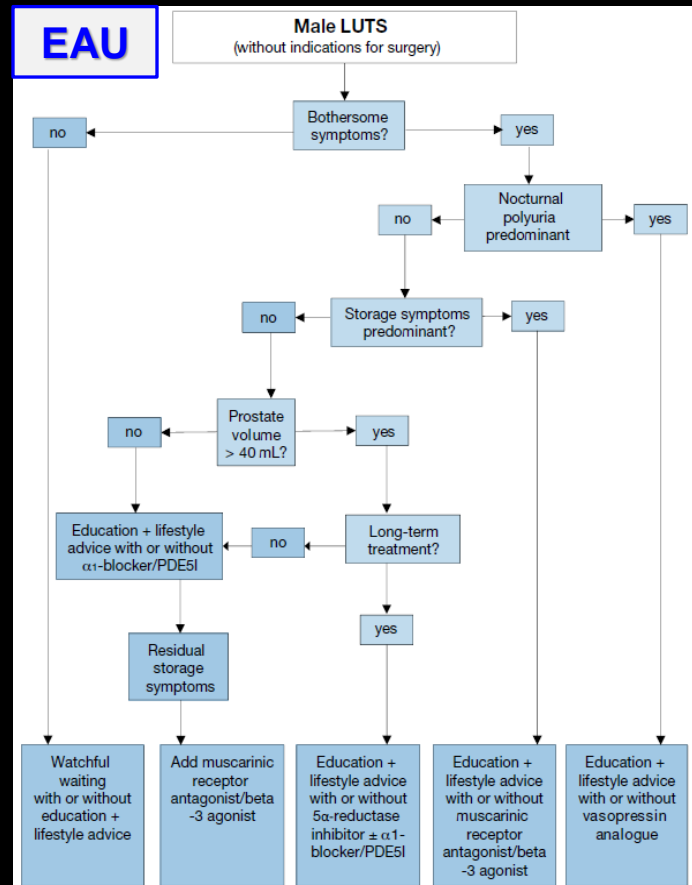 EAU
Male LUTS
(without indications for surgery)
Bothersome
symptoms?
no
yes
Nocturnal
polyuria
predominant
no
yes
Storage symptoms
predominant?
no
yes
Prostate
volume
> 40 mL?
no
yes
Education + lifestyle
advice with or without
α1-blocker/PDE5I
no
Long-term
treatment?
yes
Residual
storage
symptoms
Watchful
waiting
with or without
education +
lifestyle advice
Add muscarinic
receptor
antagonist/beta
-3 agonist
Education +
lifestyle advice
with or without
5α-reductase
inhibitor ± α1-
blocker/PDE5I
Education +
lifestyle advice
with or without
muscarinic
receptor
antagonist/beta
-3 agonist
Education +
lifestyle advice
with or without
vasopressin
analogue